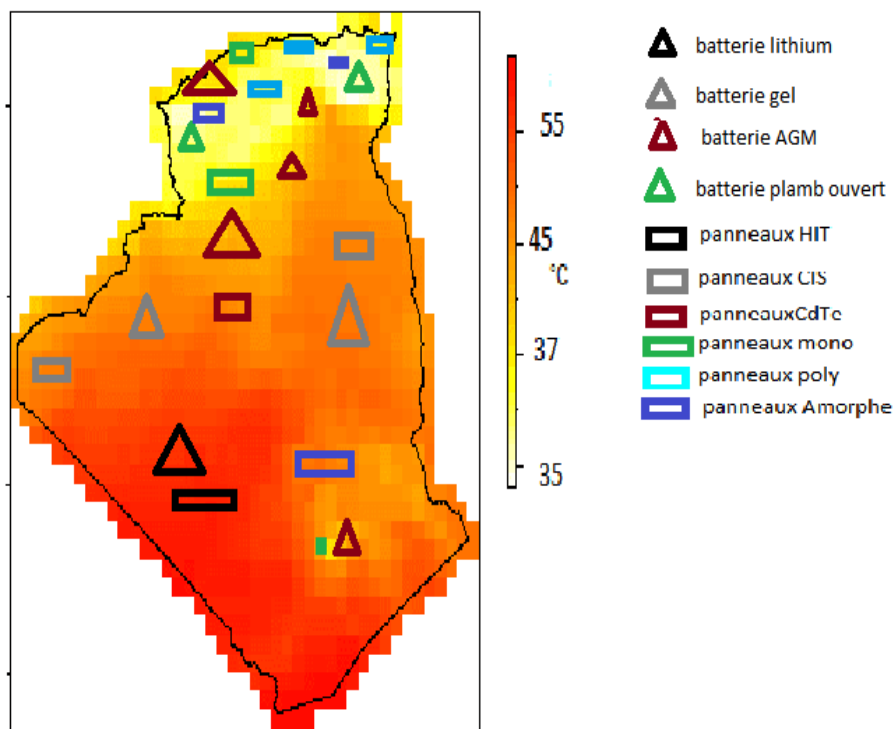 55
45
°C
37
35
batterie lithium
batterie gel
batterie AGM
batterie plamb ouvert
panneaux HIT
panneaux CIS
panneauxCdTe
panneaux mono
panneaux poly
panneaux Amorphe